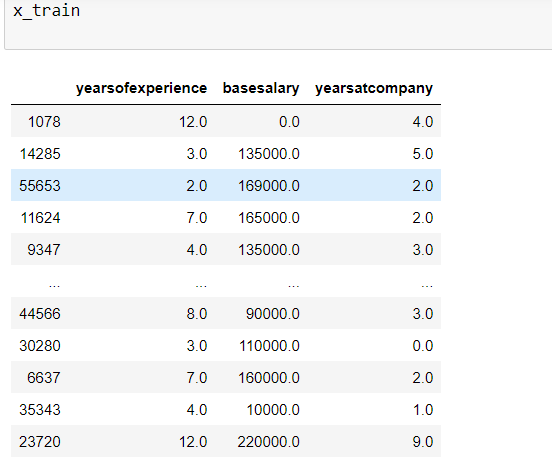 x_train
yearsofexperience basesalary yearsatcompany
1078 12.0 0.0 4.0
14285 3.0 135000.0 5.0
55653 2.0 169000.0 2.0
11624 7.0 165000.0 2.0
9347 4.0 135000.0 3.0
... ... ... ...
44566 8.0 90000.0 3.0
30280 3.0 110000.0 0.0
6637 7.0 160000.0 2.0
35343 4.0 10000.0 1.0
23720 12.0 220000.0 9.0